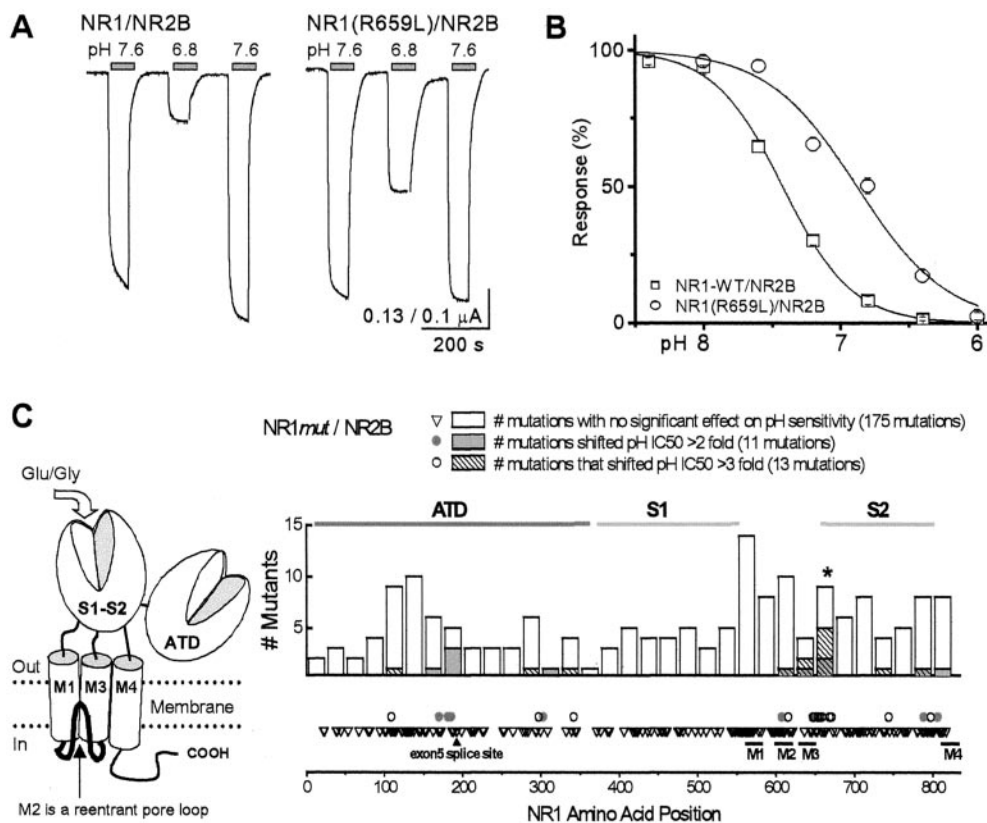 A
NR1/NR2B
pH 7.6 6.8 7.6
NR1(R659L)/NR2B
pH 7.6 6.8 7.6
0.13 / 0.1 μA
200 s
B
Response (%)
100
50
0
NR1-WT/NR2B
NR1(R659L)/NR2B
pH 8 7 6
C
NR1mut / NR2B
# mutations with no significant effect on pH sensitivity (175 mutations)
# mutations shifted pH IC50 >2 fold (11 mutations)
# mutations that shifted pH IC50 >3 fold (13 mutations)
Glu/Gly
S1-S2
ATD
Out
M1 M3 M4
Membrane
In
COOH
M2 is a reentrant pore loop
ATD S1 S2
# Mutants
15
10
5
*
exon5 splice site
M1 M2 M3 M4
0 100 200 300 400 500 600 700 800
NR1 Amino Acid Position